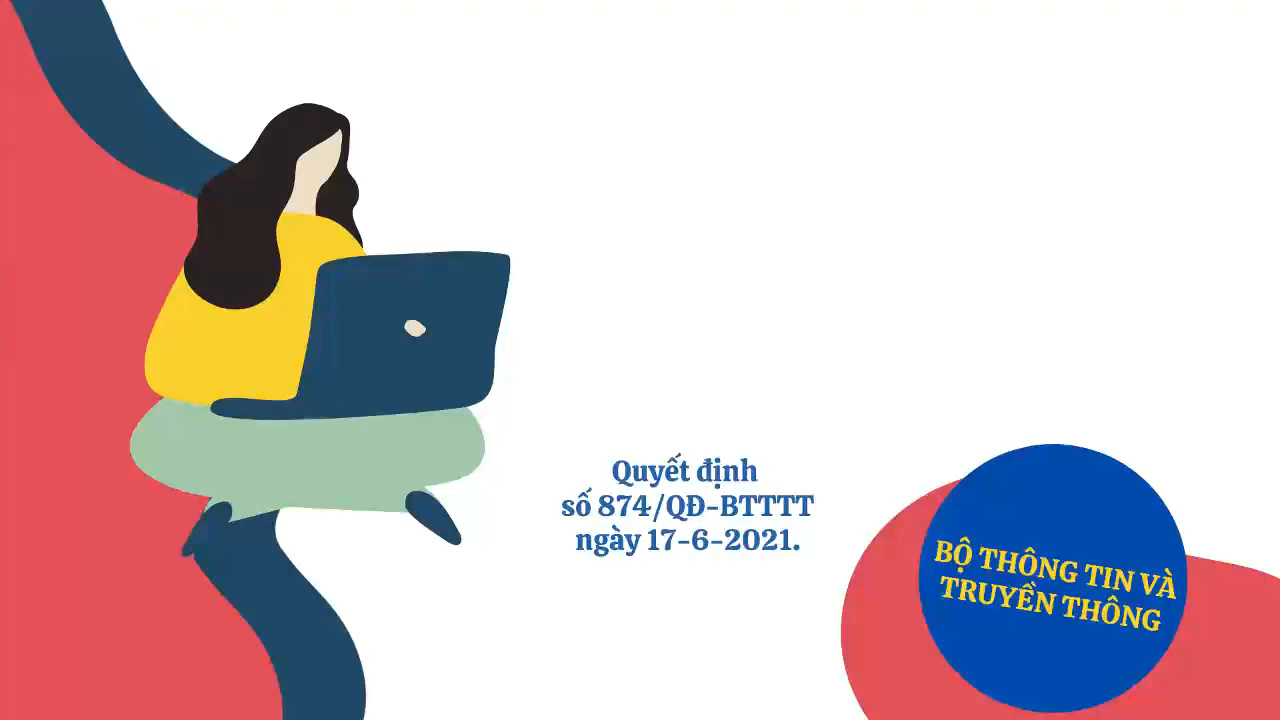 Quyết định
số 874/QĐ-BTTTT
ngày 17-6-2021.
BỘ THÔNG TIN VÀ
TRUYỀN THÔNG